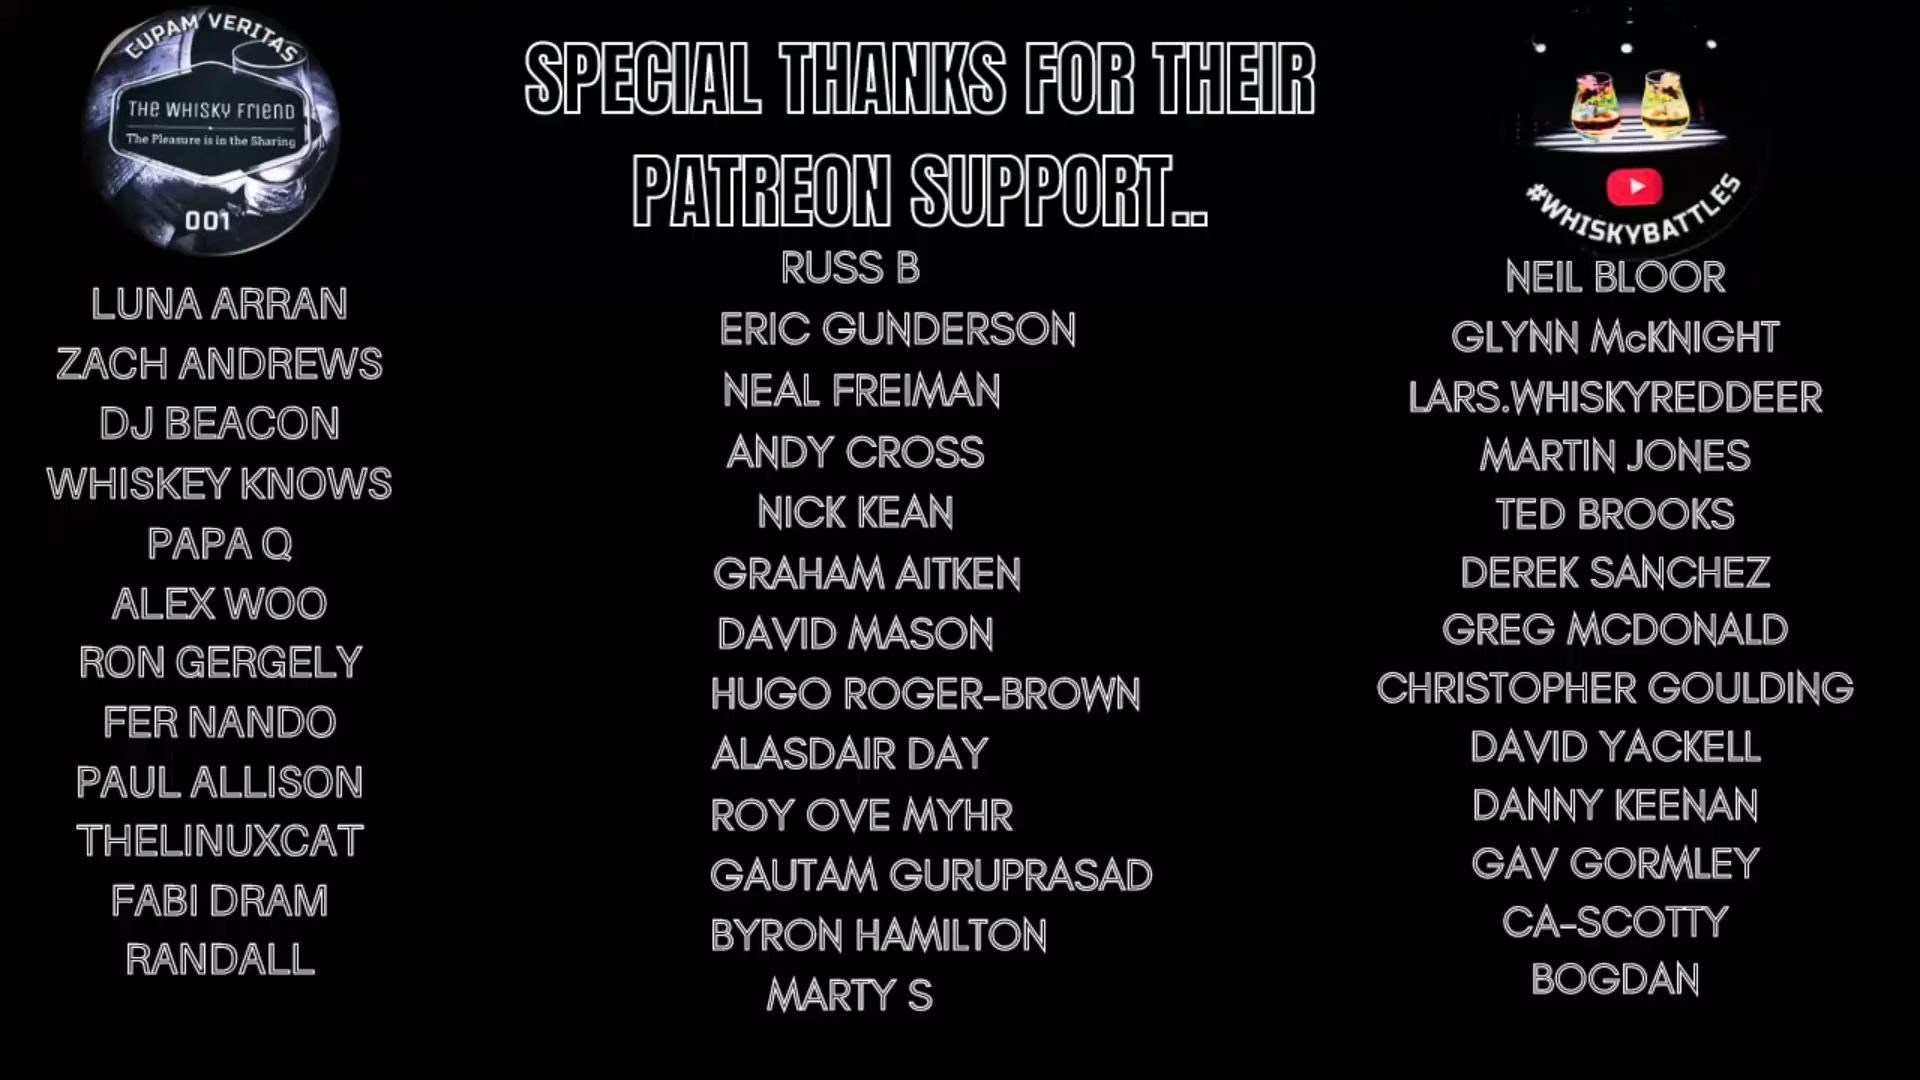 CUPAM VERITAS
THE WHISKY FRIEND
The Pleasure is in the Sharing
001
SPECIAL THANKS FOR THEIR
PATREON SUPPORT..
#WHISKYBATTLES
LUNA ARRAN
ZACH ANDREWS
DJ BEACON
WHISKEY KNOWS
PAPA Q
ALEX WOO
RON GERGELY
FER NANDO
PAUL ALLISON
THELINUXCAT
FABI DRAM
RANDALL
RUSS B
ERIC GUNDERSON
NEAL FREIMAN
ANDY CROSS
NICK KEAN
GRAHAM AITKEN
DAVID MASON
HUGO ROGER-BROWN
ALASDAIR DAY
ROY OVE MYHR
GAUTAM GURUPRASAD
BYRON HAMILTON
MARTY S
NEIL BLOOR
GLYNN McKNIGHT
LARS.WHISKYREDDEER
MARTIN JONES
TED BROOKS
DEREK SANCHEZ
GREG MCDONALD
CHRISTOPHER GOULDING
DAVID YACKELL
DANNY KEENAN
GAV GORMLEY
CA-SCOTTY
BOGDAN